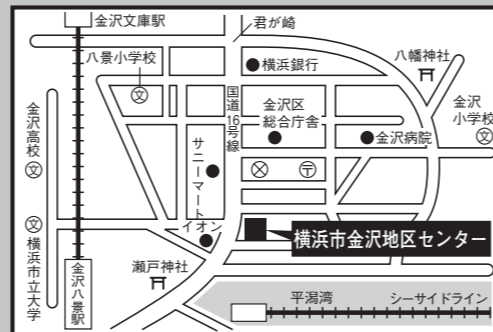 金沢文庫駅
君が崎
八景小学校
文
横浜銀行
八幡神社
国道16号線
金沢区
総合庁舎
金沢
小学校
文
金沢高校
文
サニーマート
金沢病院
イオン
横浜市金沢地区センター
文
横浜市立大学
金沢八景駅
瀬戸神社
平潟湾
シーサイドライン